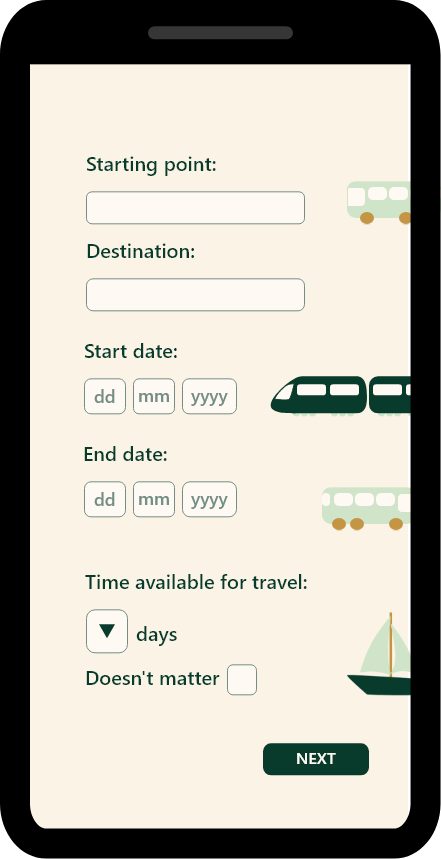 Starting point:
Destination:
Start date:
dd mm yyyy
End date:
dd mm yyyy
Time available for travel:
days
Doesn't matter
NEXT